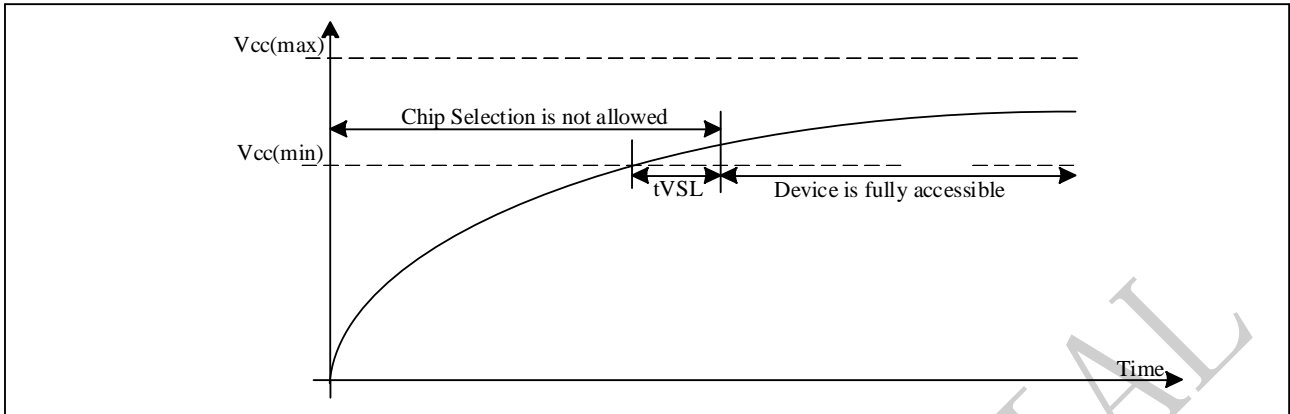 Vcc(max)
Chip Selection is not allowed
Vcc(min)
tVSL
Device is fully accessible
Time